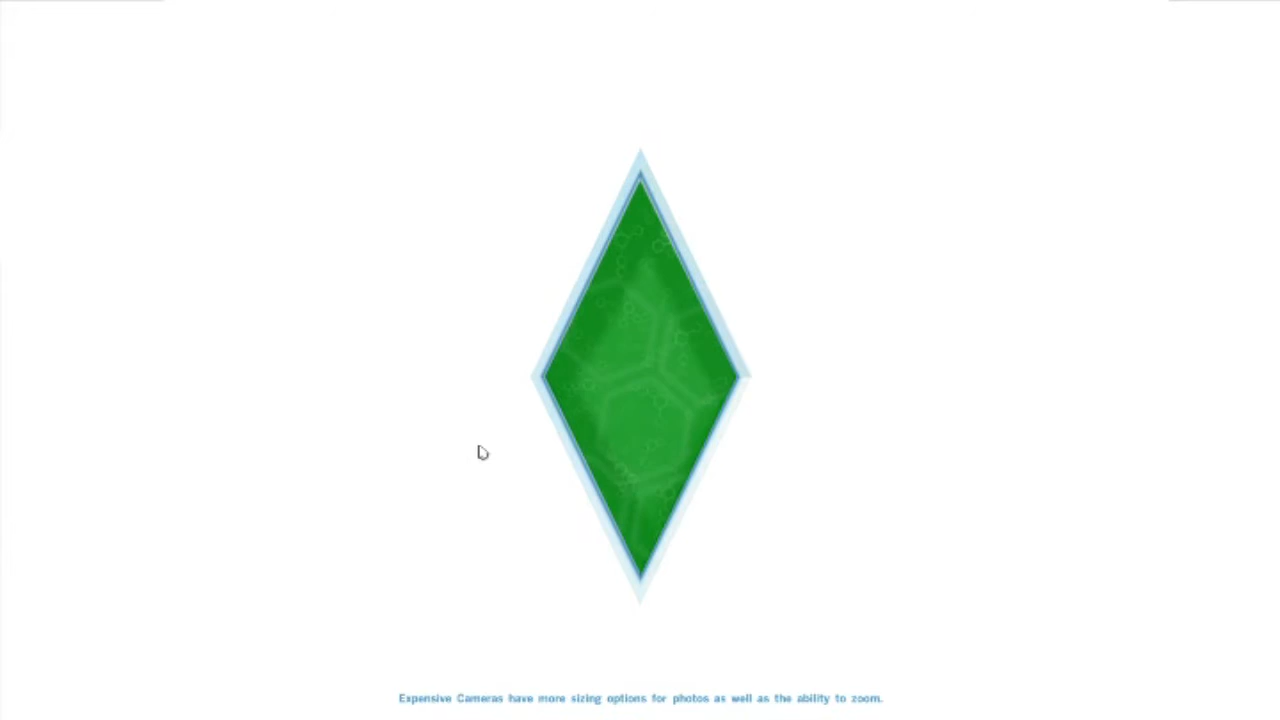 Expensive Cameras have more sizing options for photos as well as the ability to zoom.